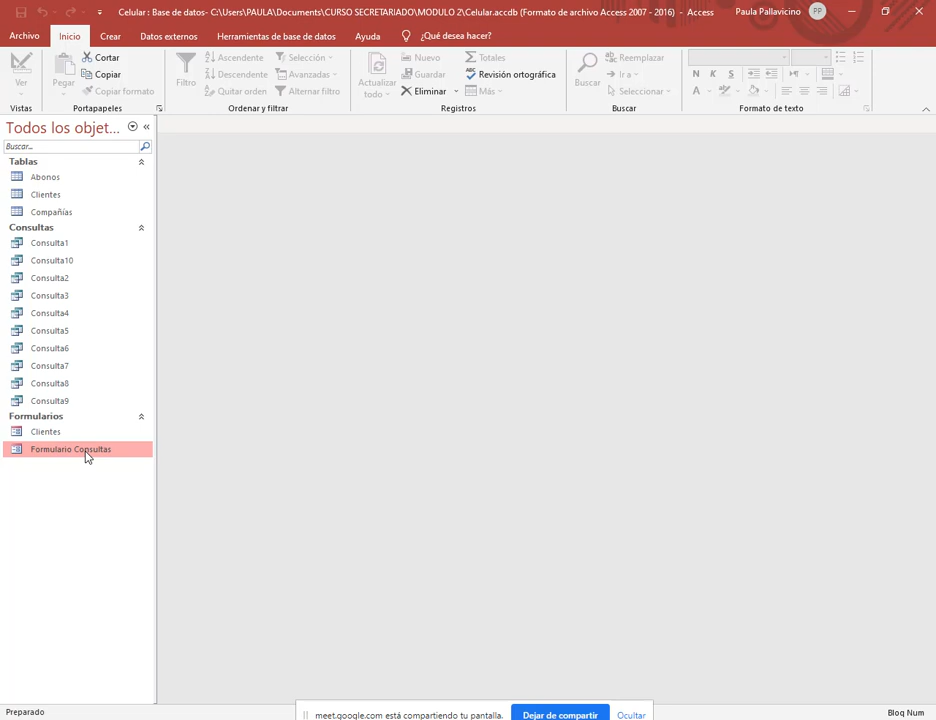 Celular : Base de datos- C:\Users\PAULA\Documents\CURSO SECRETARIADO\MODULO 2\Celular.accdb (Formato de archivo Access 2007 - 2016) - Access
Paula Pallavicino
PP
Archivo Inicio Crear Datos externos Herramientas de base de datos Ayuda ¿Qué desea hacer?
Ver
Vistas
Pegar
Cortar
Copiar
Copiar formato
Portapapeles
Filtro
Ascendente
Descendente
Quitar orden
Selección
Avanzadas
Alternar filtro
Ordenar y filtrar
Actualizar
todo
Nuevo
Guardar
Eliminar
Totales
Revisión ortográfica
Más
Registros
Buscar
Reemplazar
Ir a
Seleccionar
Buscar
N K S
A
Formato de texto
Todos los objet...
Buscar...
Tablas
Abonos
Clientes
Compañías
Consultas
Consulta1
Consulta10
Consulta2
Consulta3
Consulta4
Consulta5
Consulta6
Consulta7
Consulta8
Consulta9
Formularios
Clientes
Formulario Consultas
meet.google.com está compartiendo tu pantalla.
Dejar de compartir
Ocultar
Preparado
Bloq Num